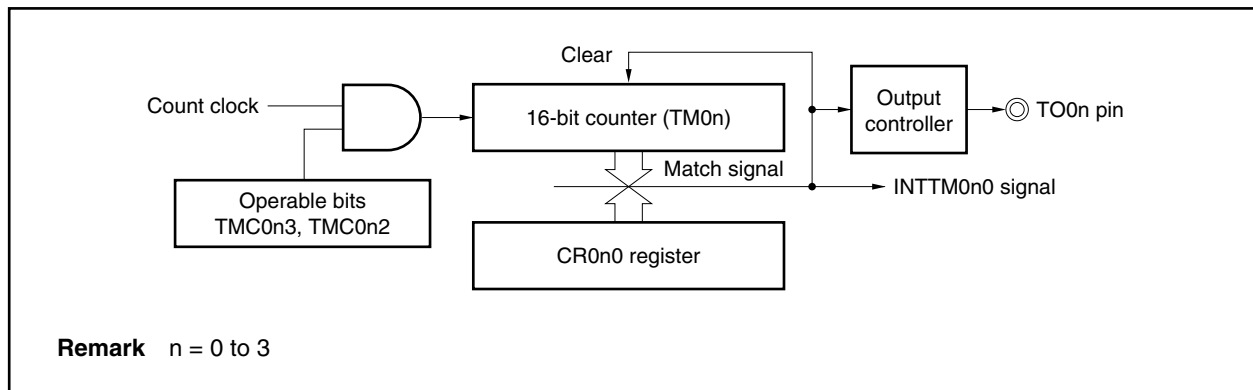 Clear
Count clock
16-bit counter (TM0n)
Output
controller
TO0n pin
Match signal
INTTM0n0 signal
Operable bits
TMC0n3, TMC0n2
CR0n0 register
Remark n = 0 to 3